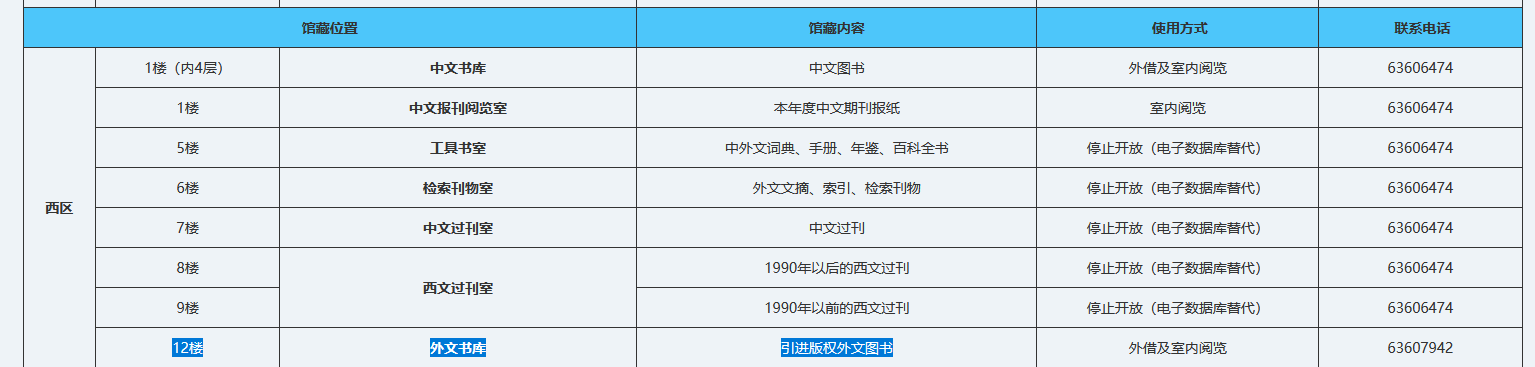 馆藏位置 馆藏内容 使用方式 联系电话
西区
1楼（内4层） 中文书库 中文图书 外借及室内阅览 63606474
1楼 中文报刊阅览室 本年度中文期刊报纸 室内阅览 63606474
5楼 工具书室 中外文词典、手册、年鉴、百科全书 停止开放（电子数据库替代） 63606474
6楼 检索刊物室 外文文摘、索引、检索刊物 停止开放（电子数据库替代） 63606474
7楼 中文过刊室 中文过刊 停止开放（电子数据库替代） 63606474
8楼 西文过刊室 1990年以后的西文过刊 停止开放（电子数据库替代） 63606474
9楼 1990年以前的西文过刊 停止开放（电子数据库替代） 63606474
12楼 外文书库 引进版权外文图书 外借及室内阅览 63607942